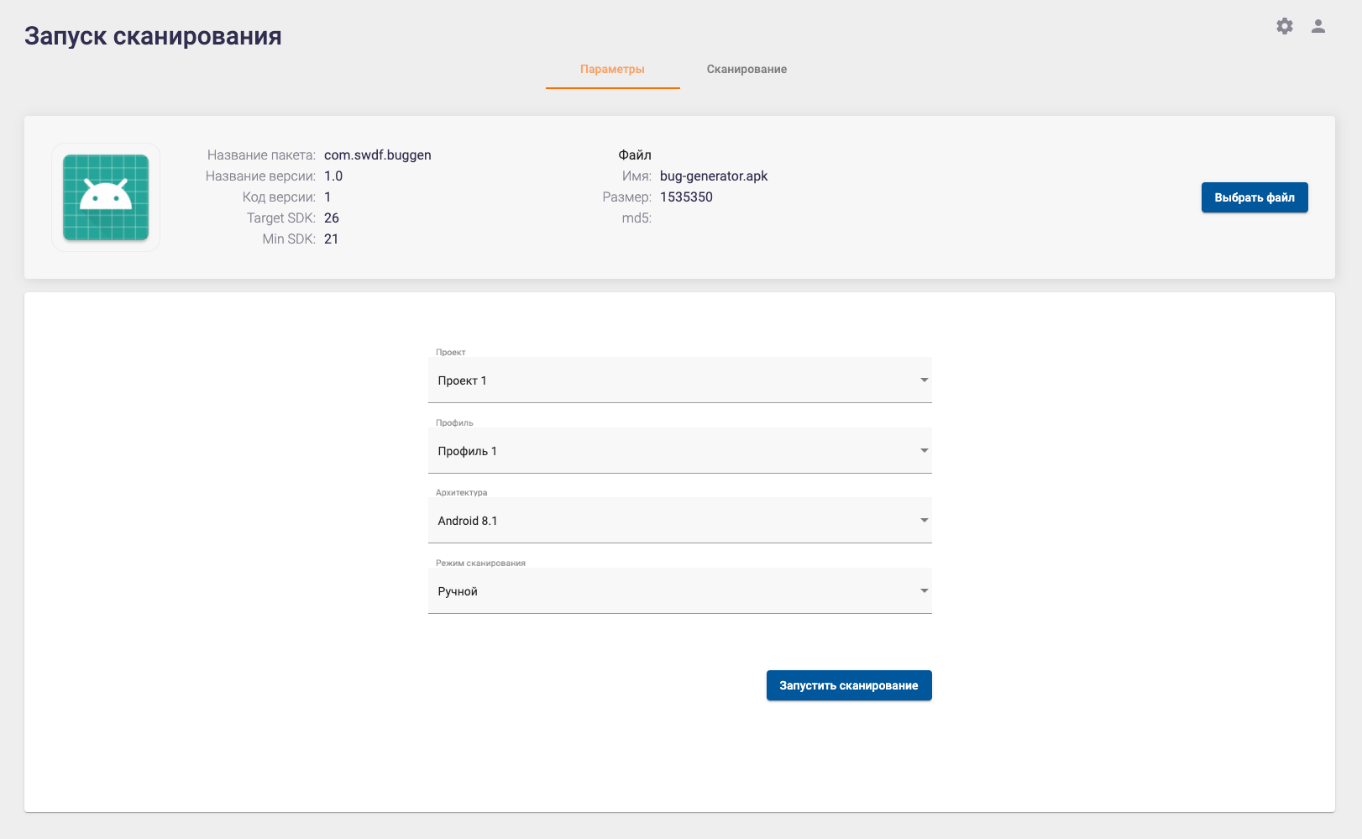 Запуск сканирования
Параметры
Сканирование
Название пакета: com.swdf.buggen
Название версии: 1.0
Код версии: 1
Target SDK: 26
Min SDK: 21
Файл
Имя: bug-generator.apk
Размер: 1535350
md5:
Выбрать файл
Проект
Проект 1
Профиль
Профиль 1
Архитектура
Android 8.1
Режим сканирования
Ручной
Запустить сканирование